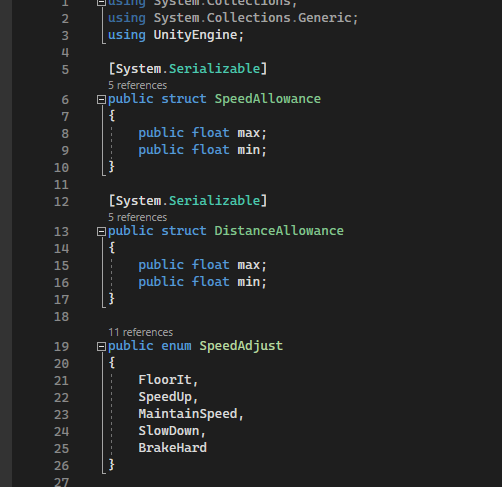 1 using System.Collections;
2 using System.Collections.Generic;
3 using UnityEngine;
4
5 [System.Serializable]
5 references
6 public struct SpeedAllowance
7 {
8 public float max;
9 public float min;
10 }
11
12 [System.Serializable]
5 references
13 public struct DistanceAllowance
14 {
15 public float max;
16 public float min;
17 }
18
11 references
19 public enum SpeedAdjust
20 {
21 FloorIt,
22 SpeedUp,
23 MaintainSpeed,
24 SlowDown,
25 BrakeHard
26 }
27